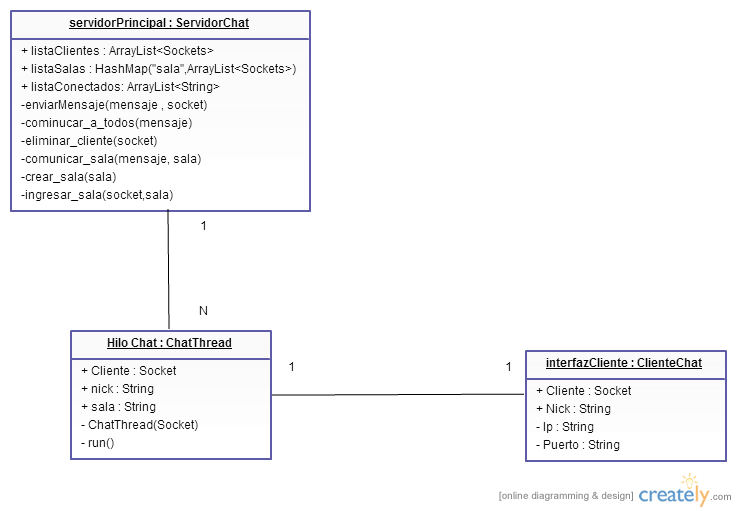 servidorPrincipal : ServidorChat
+ listaClientes : ArrayList<Sockets>
+ listaSalas : HashMap("sala",ArrayList<Sockets>)
+ listaConectados: ArrayList<String>
-enviarMensaje(mensaje , socket)
-cominucar_a_todos(mensaje)
-eliminar_cliente(socket)
-comunicar_sala(mensaje, sala)
-crear_sala(sala)
-ingresar_sala(socket,sala)
1
N
Hilo Chat : ChatThread
+ Cliente : Socket
+ nick : String
+ sala : String
- ChatThread(Socket)
- run()
1
1
interfazCliente : ClienteChat
+ Cliente : Socket
+ Nick : String
- Ip : String
- Puerto : String
[online diagramming & design] creately.com